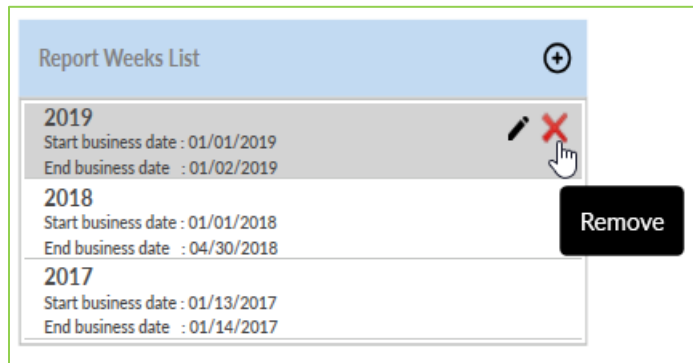 Report Weeks List
2019
Start business date : 01/01/2019
End business date : 01/02/2019
Remove
2018
Start business date : 01/01/2018
End business date : 04/30/2018
2017
Start business date : 01/13/2017
End business date : 01/14/2017